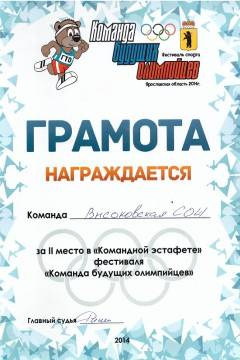 Команда
будущих
олимпийцев
Фестиваль спорта
Ярославская область 2014г.
ГТО
ГРАМОТА
НАГРАЖДАЕТСЯ
Команда Высоковская СОШ
за II место в «Командной эстафете»
фестиваля
«Команда будущих олимпийцев»
Главный судья
2014